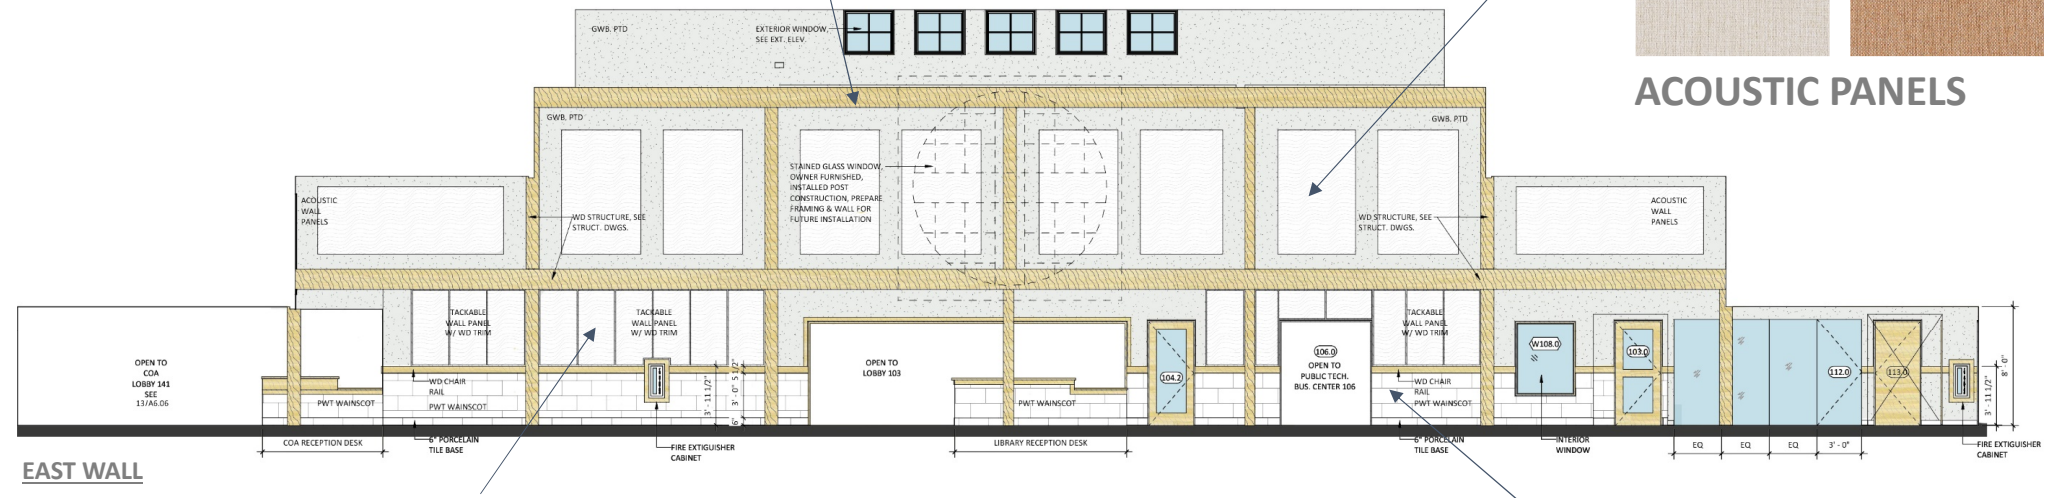 GWB. PTD
EXTERIOR WINDOW,
SEE EXT. ELEV.
ACOUSTIC PANELS
GWB. PTD
GWB. PTD
STAINED GLASS WINDOW,
OWNER FURNISHED,
INSTALLED POST
CONSTRUCTION, PREPARE
FRAMING & WALL FOR
FUTURE INSTALLATION
ACOUSTIC
WALL
PANELS
WD STRUCTURE, SEE
STRUCT. DWGS.
WD STRUCTURE, SEE
STRUCT. DWGS.
ACOUSTIC
WALL
PANELS
TACKABLE
WALL PANEL
W/ WD TRIM
TACKABLE
WALL PANEL
W/ WD TRIM
TACKABLE
WALL PANEL
W/ WD TRIM
OPEN TO
COA
LOBBY 141
SEE
13/A6.06
OPEN TO
LOBBY 103
106.0
OPEN TO
PUBLIC TECH.
BUS. CENTER 106
W108.0
103.0
104.2
112.0
113.0
WD CHAIR
RAIL
PWT WAINSCOT
PWT WAINSCOT
PWT WAINSCOT
WD CHAIR
RAIL
PWT WAINSCOT
3' - 11 1/2"
6"
3' - 0"
5 1/2"
3' - 11 1/2"
8' - 0"
COA RECEPTION DESK
6" PORCELAIN
TILE BASE
FIRE EXTIGUISHER
CABINET
LIBRARY RECEPTION DESK
6" PORCELAIN
TILE BASE
INTERIOR
WINDOW
EQ
EQ
EQ
3' - 0"
FIRE EXTIGUISHER
CABINET
EAST WALL